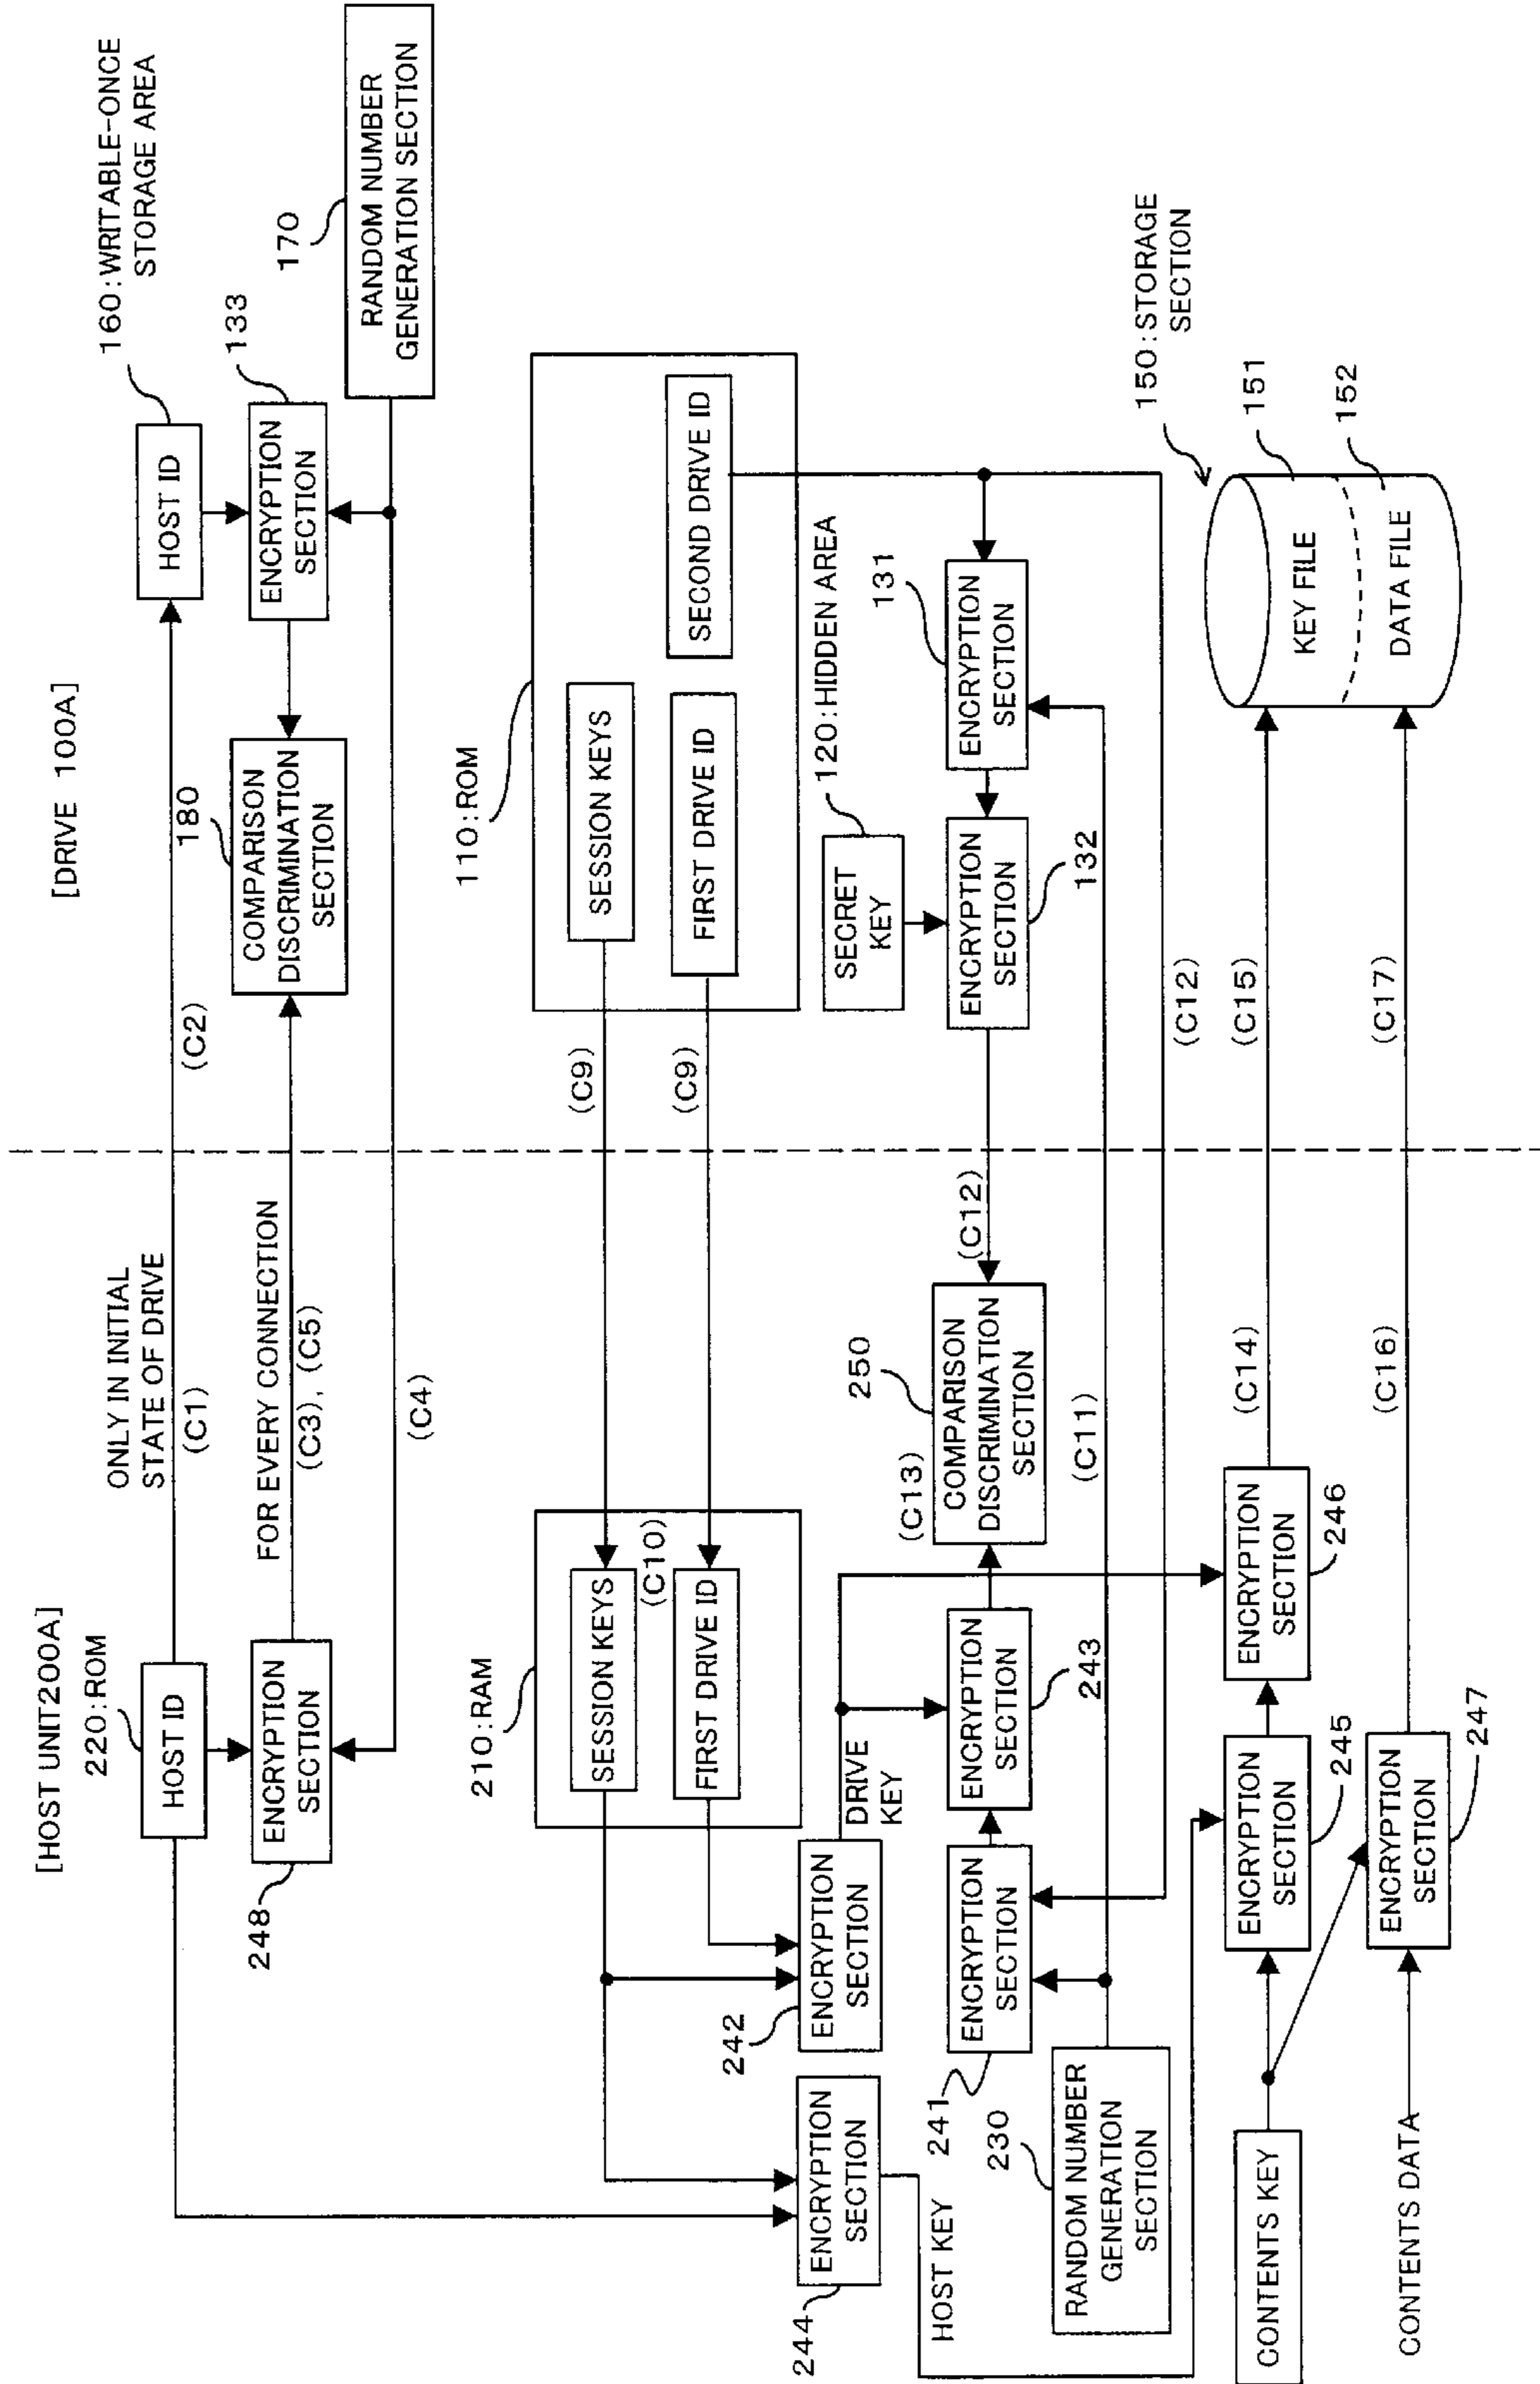 [HOST UNIT200A]
[DRIVE 100A]
220:ROM
HOST ID
ONLY IN INITIAL
STATE OF DRIVE
(C1)
(C2)
HOST ID
160:WRITABLE-ONCE
STORAGE AREA
248
ENCRYPTION
SECTION
FOR EVERY CONNECTION
(C3), (C5)
180
COMPARISON
DISCRIMINATION
SECTION
ENCRYPTION
SECTION
133
(C4)
170
RANDOM NUMBER
GENERATION SECTION
210:RAM
SESSION KEYS
(C10)
FIRST DRIVE ID
(C9)
(C9)
110:ROM
SESSION KEYS
FIRST DRIVE ID
SECOND DRIVE ID
244
ENCRYPTION
SECTION
HOST KEY
242
ENCRYPTION
SECTION
DRIVE
KEY
241
ENCRYPTION
SECTION
ENCRYPTION
SECTION
243
(C13)
250
COMPARISON
DISCRIMINATION
SECTION
(C12)
SECRET
KEY
120:HIDDEN AREA
ENCRYPTION
SECTION
132
ENCRYPTION
SECTION
131
230
RANDOM NUMBER
GENERATION
SECTION
(C11)
(C12)
CONTENTS KEY
ENCRYPTION
SECTION
245
ENCRYPTION
SECTION
246
(C14)
(C15)
150:STORAGE
SECTION
KEY FILE
151
CONTENTS DATA
ENCRYPTION
SECTION
247
(C16)
(C17)
DATA FILE
152